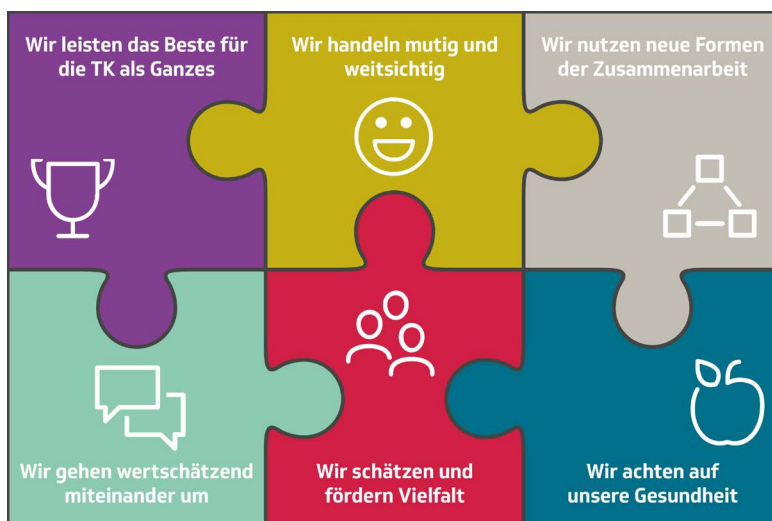 Wir leisten das Beste für
die TK als Ganzes
Wir handeln mutig und
weitsichtig
Wir nutzen neue Formen
der Zusammenarbeit
Wir gehen wertschätzend
miteinander um
Wir schätzen und
fördern Vielfalt
Wir achten auf
unsere Gesundheit